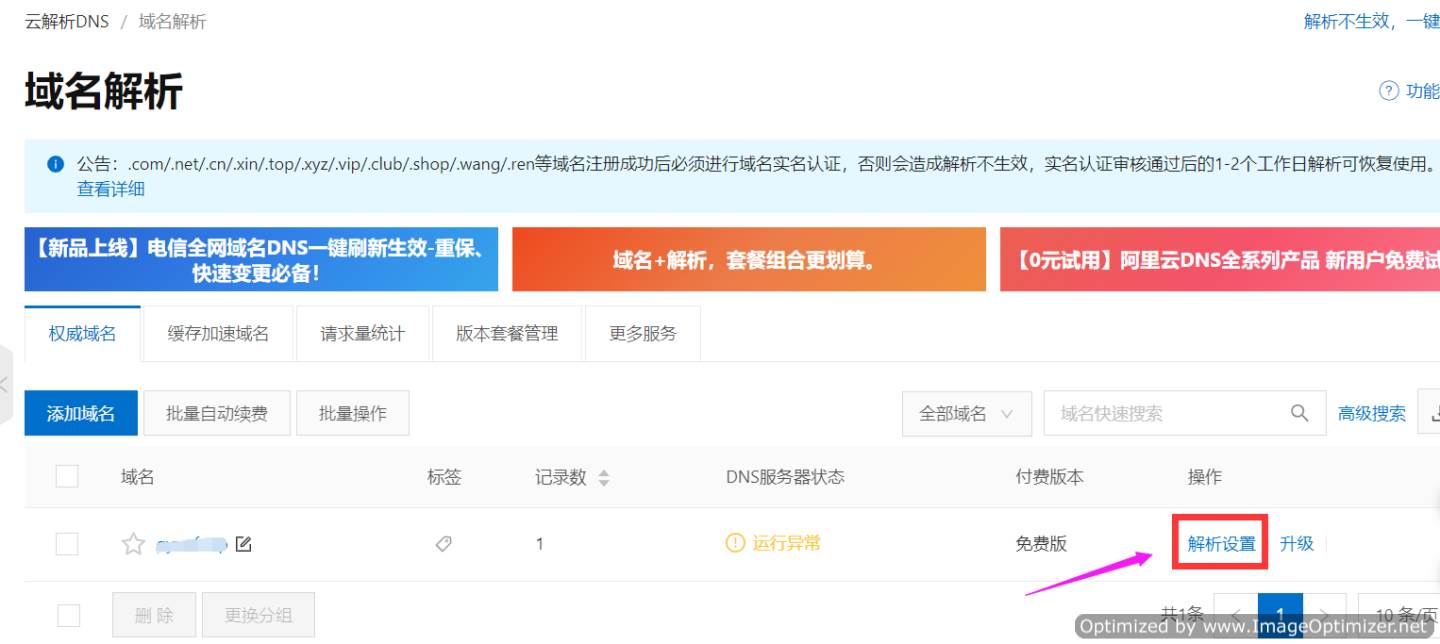 云解析DNS / 域名解析
解析不生效，一键
域名解析
功能
公告：.com/.net/.cn/.xin/.top/.xyz/.vip/.club/.shop/.wang/.ren等域名注册成功后必须进行域名实名认证，否则会造成解析不生效，实名认证审核通过后的1-2个工作日解析可恢复使用。
查看详细
【新品上线】电信全网域名DNS一键刷新生效-重保、
快速变更必备！
域名+解析，套餐组合更划算。
【0元试用】阿里云DNS全系列产品 新用户免费试
权威域名 缓存加速域名 请求量统计 版本套餐管理 更多服务
添加域名 批量自动续费 批量操作 全部域名 域名快速搜索 高级搜索
域名 标签 记录数 DNS服务器状态 付费版本 操作
1 运行异常 免费版 解析设置 升级
删 除 更换分组 共1条 < 1 > 10 条/页
Optimized by www.ImageOptimizer.net